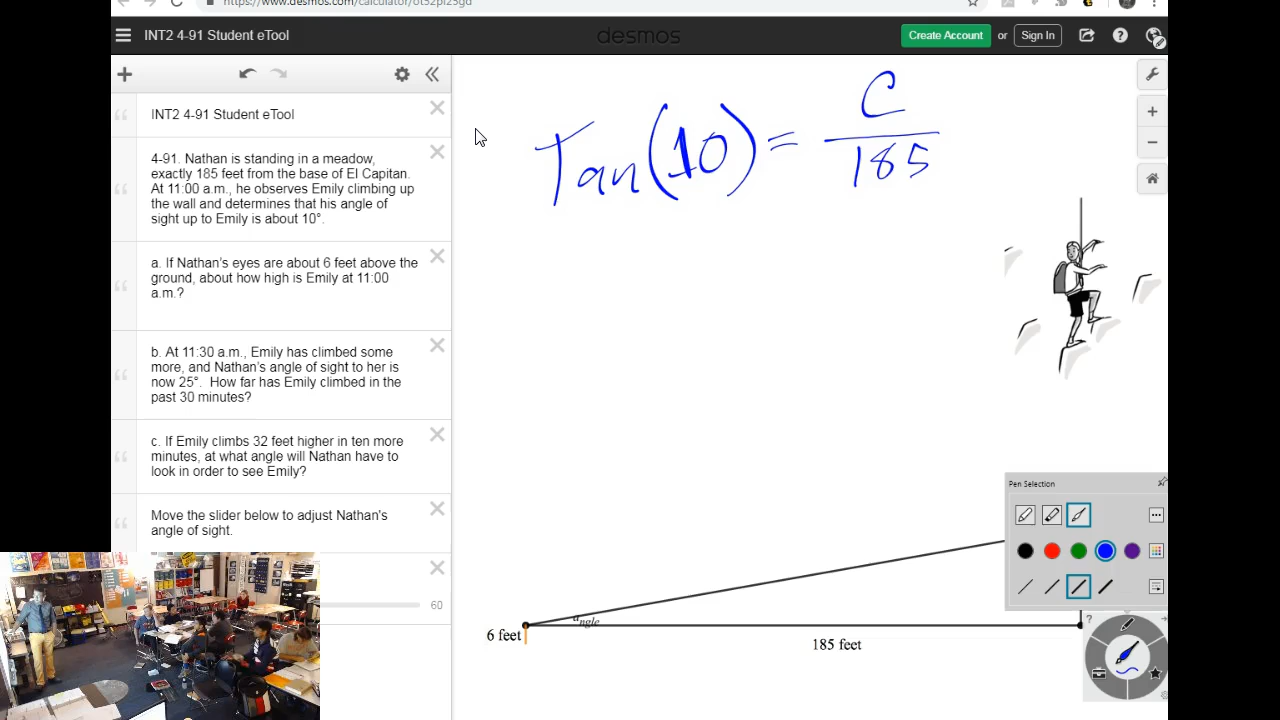 https://www.desmos.com/calculator/ot52pl25gd
INT2 4-91 Student eTool
desmos
Create Account
or
Sign In
INT2 4-91 Student eTool
4-91. Nathan is standing in a meadow,
exactly 185 feet from the base of El Capitan.
At 11:00 a.m., he observes Emily climbing up
the wall and determines that his angle of
sight up to Emily is about 10°.
a. If Nathan's eyes are about 6 feet above the
ground, about how high is Emily at 11:00
a.m.?
b. At 11:30 a.m., Emily has climbed some
more, and Nathan's angle of sight to her is
now 25°. How far has Emily climbed in the
past 30 minutes?
c. If Emily climbs 32 feet higher in ten more
minutes, at what angle will Nathan have to
look in order to see Emily?
Move the slider below to adjust Nathan's
angle of sight.
60
Tan(10) = C
185
Pen Selection
angle
6 feet
185 feet